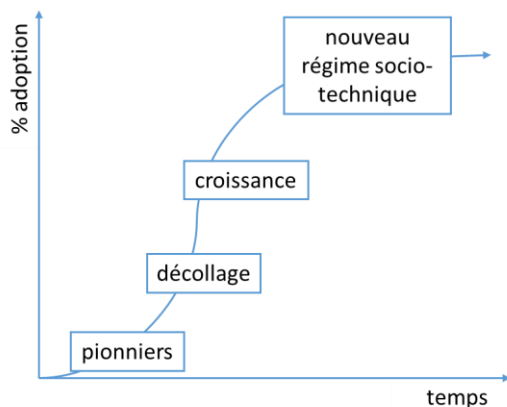 % adoption
nouveau
régime socio-
technique
croissance
décollage
pionniers
temps